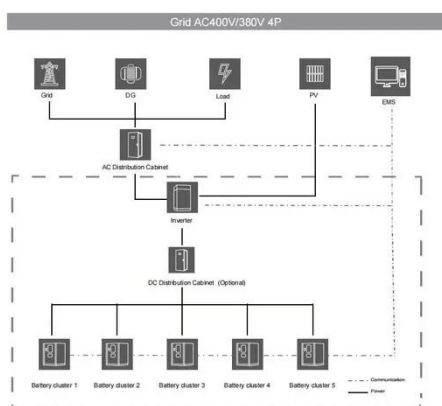 Grid AC400V/380V 4P
Grid
DG
Load
PV
EMS
AC Distribution Cabinet
Inverter
DC Distribution Cabinet (Optional)
Battery cluster 1
Battery cluster 2
Battery cluster 3
Battery cluster 4
Battery cluster 5
Communication
Power